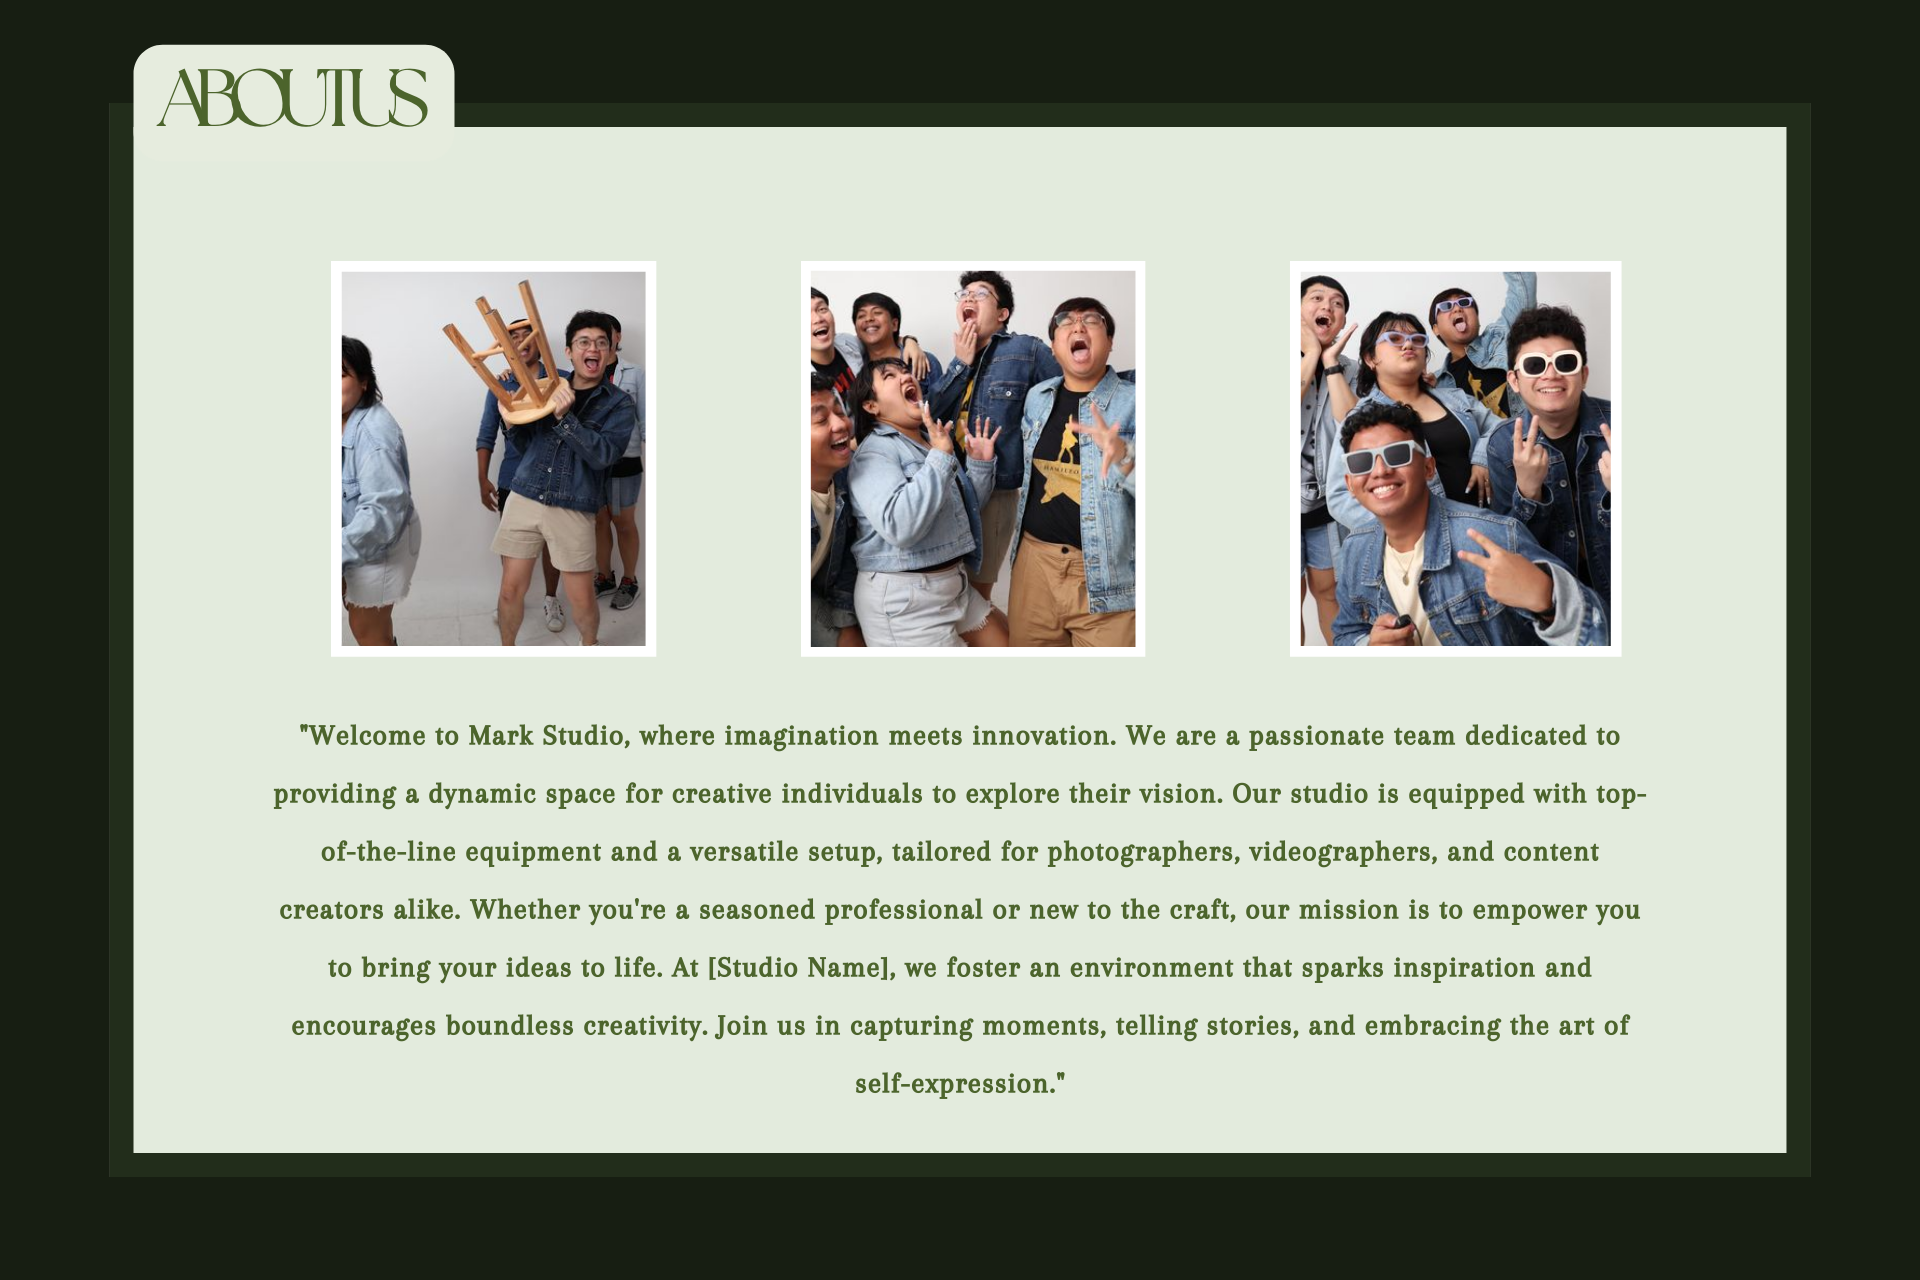 ABOUT US
"Welcome to Mark Studio, where imagination meets innovation. We are a passionate team dedicated to
providing a dynamic space for creative individuals to explore their vision. Our studio is equipped with top-
of-the-line equipment and a versatile setup, tailored for photographers, videographers, and content
creators alike. Whether you're a seasoned professional or new to the craft, our mission is to empower you
to bring your ideas to life. At [Studio Name], we foster an environment that sparks inspiration and
encourages boundless creativity. Join us in capturing moments, telling stories, and embracing the art of
self-expression."